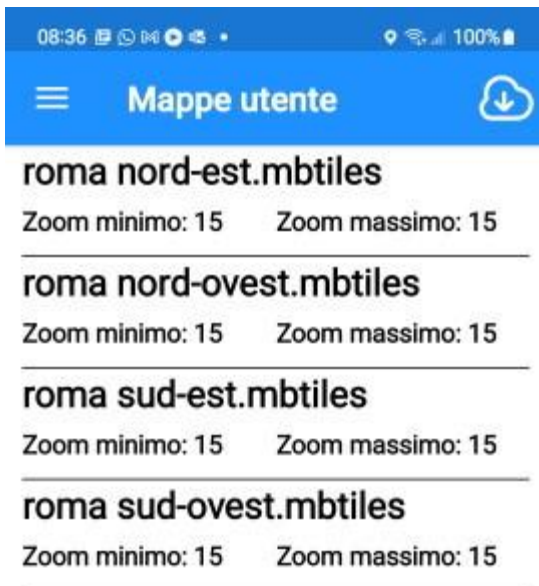 08:36 100%
Mappe utente
roma nord-est.mbtiles
Zoom minimo: 15 Zoom massimo: 15
roma nord-ovest.mbtiles
Zoom minimo: 15 Zoom massimo: 15
roma sud-est.mbtiles
Zoom minimo: 15 Zoom massimo: 15
roma sud-ovest.mbtiles
Zoom minimo: 15 Zoom massimo: 15